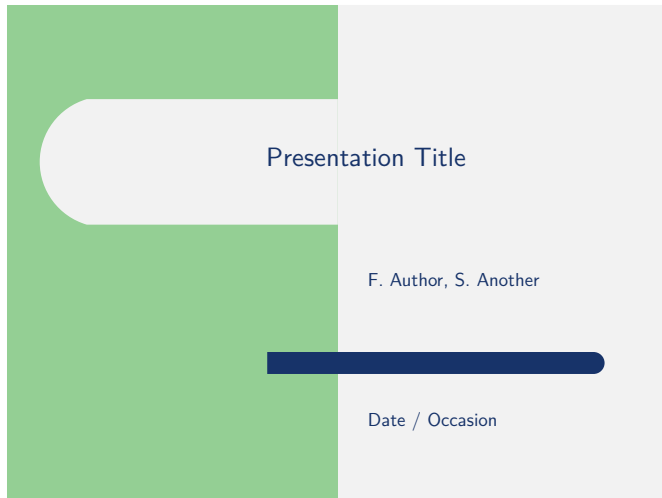 Presentation Title
F. Author, S. Another
Date / Occasion